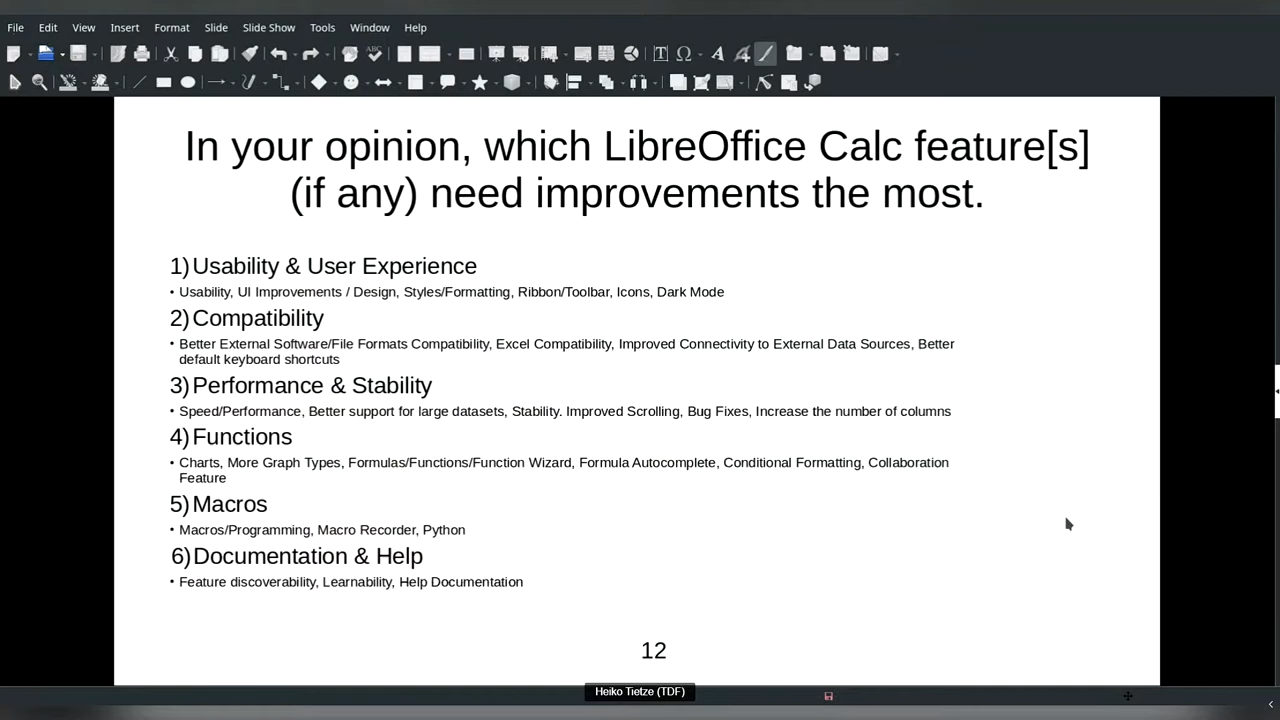 File Edit View Insert Format Slide Slide Show Tools Window Help
In your opinion, which LibreOffice Calc feature[s]
(if any) need improvements the most.
1) Usability & User Experience
• Usability, UI Improvements / Design, Styles/Formatting, Ribbon/Toolbar, Icons, Dark Mode
2) Compatibility
• Better External Software/File Formats Compatibility, Excel Compatibility, Improved Connectivity to External Data Sources, Better
default keyboard shortcuts
3) Performance & Stability
• Speed/Performance, Better support for large datasets, Stability. Improved Scrolling, Bug Fixes, Increase the number of columns
4) Functions
• Charts, More Graph Types, Formulas/Functions/Function Wizard, Formula Autocomplete, Conditional Formatting, Collaboration
Feature
5) Macros
• Macros/Programming, Macro Recorder, Python
6) Documentation & Help
• Feature discoverability, Learnability, Help Documentation
12
Heiko Tietze (TDF)